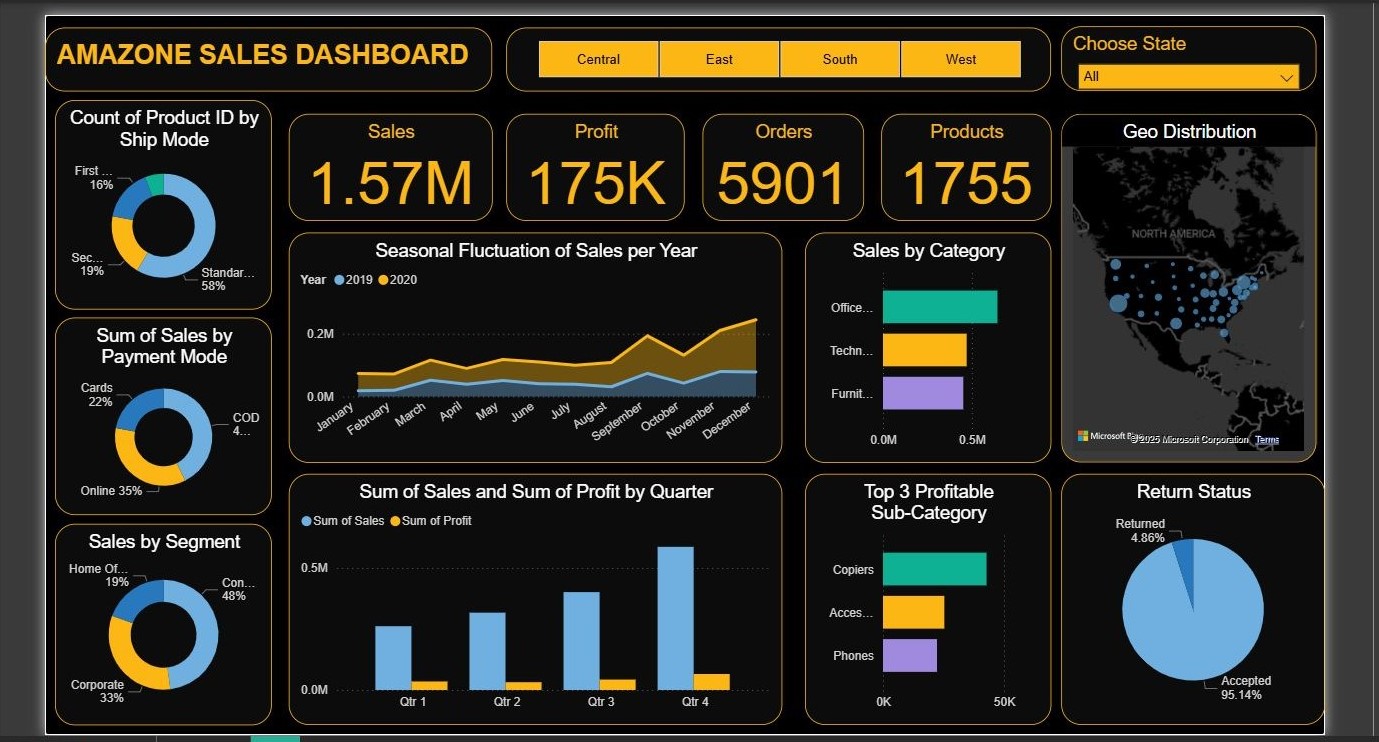 AMAZONE SALES DASHBOARD
Central
East
South
West
Choose State
All
Count of Product ID by
Ship Mode
First ...
16%
Sec...
19%
Standar...
58%
Sales
1.57M
Profit
175K
Orders
5901
Products
1755
Geo Distribution
NORTH AMERICA
© 2025 Microsoft Corporation
Terms
Seasonal Fluctuation of Sales per Year
Year
2019
2020
0.2M
0.0M
January
February
March
April
May
June
July
August
September
October
November
December
Sales by Category
Office...
Techn...
Furnit...
0.0M
0.5M
Sum of Sales by
Payment Mode
Cards
22%
COD
4...
Online 35%
Sum of Sales and Sum of Profit by Quarter
Sum of Sales
Sum of Profit
0.5M
0.0M
Qtr 1
Qtr 2
Qtr 3
Qtr 4
Top 3 Profitable
Sub-Category
Copiers
Acces...
Phones
0K
50K
Return Status
Returned
4.86%
Accepted
95.14%
Sales by Segment
Home Of...
19%
Con...
48%
Corporate
33%